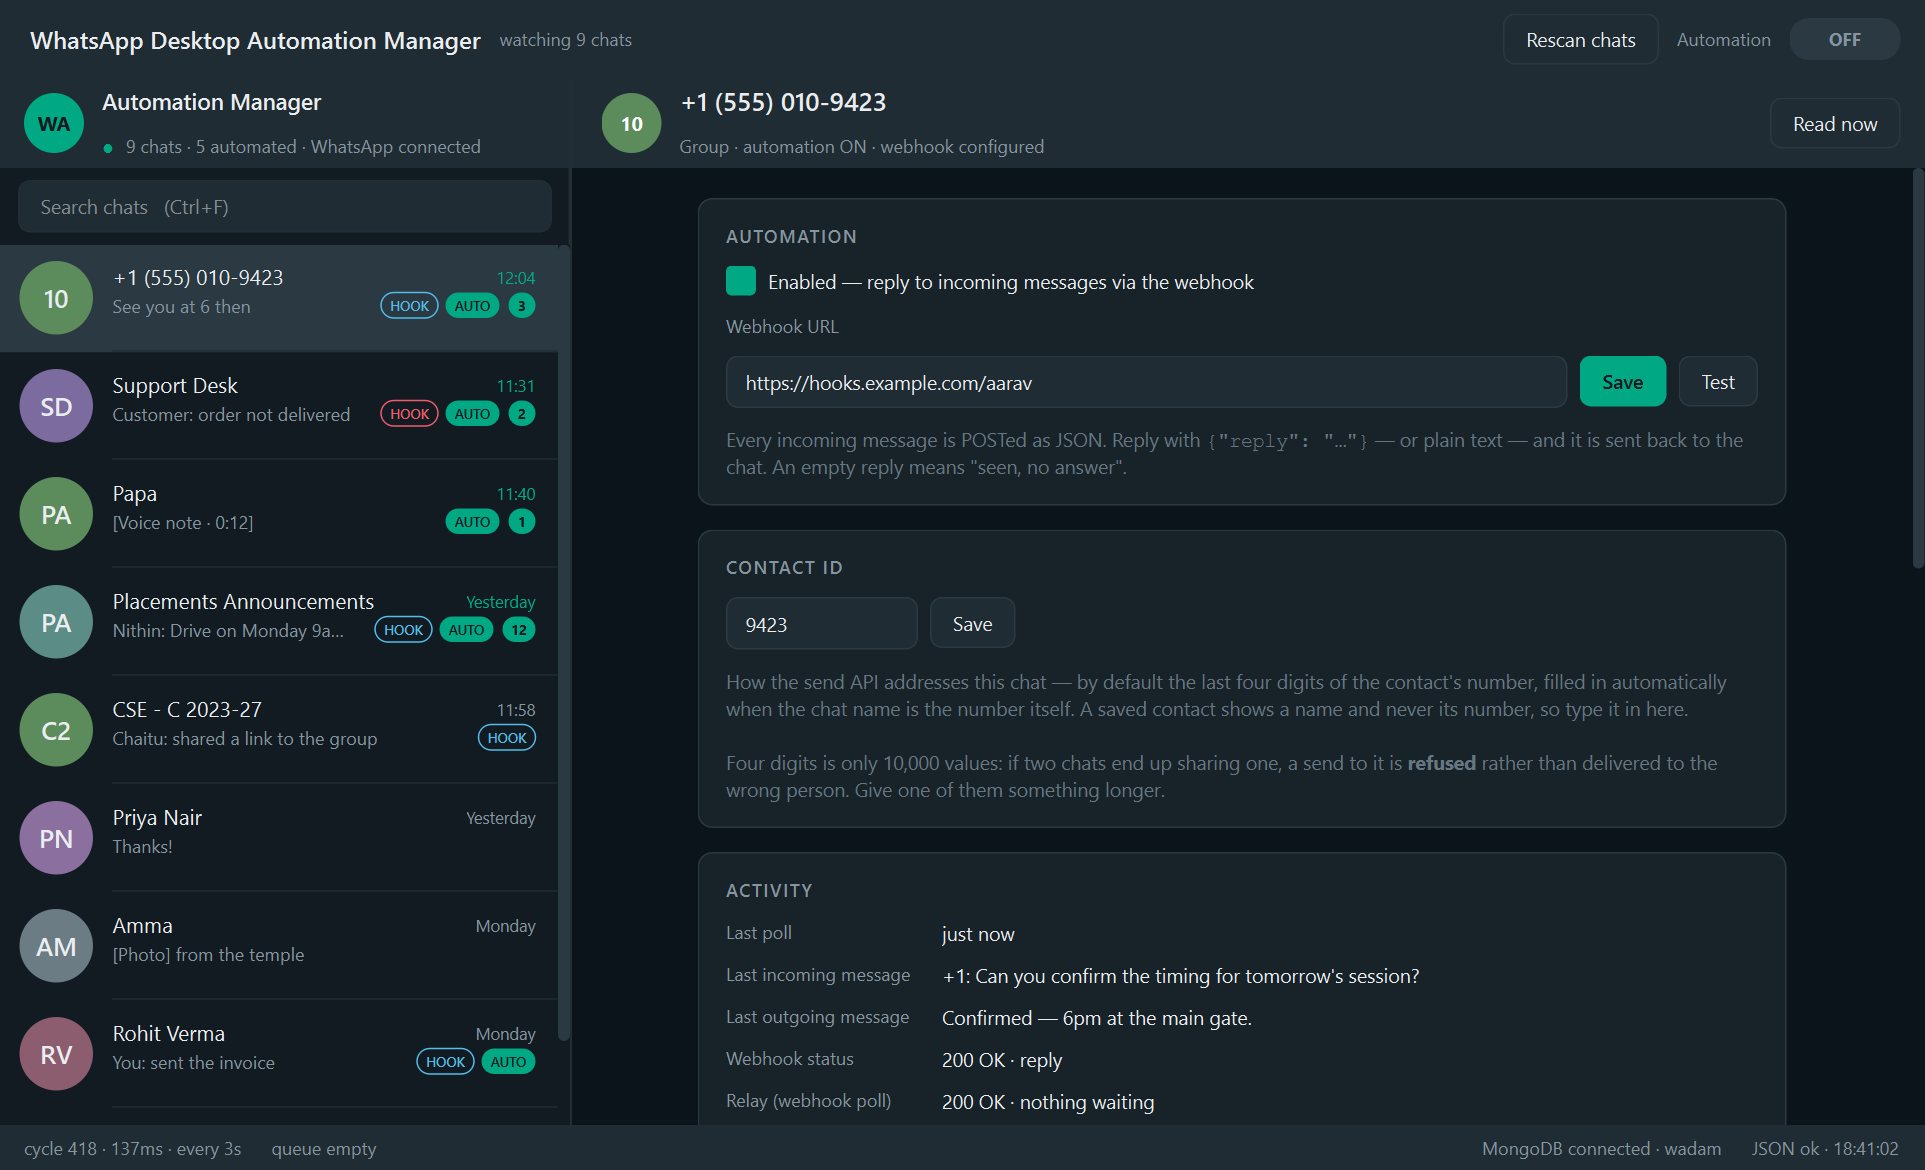 WhatsApp Desktop Automation Manager watching 9 chats Rescan chats Automation OFF
WA
Automation Manager
9 chats · 5 automated · WhatsApp connected
10
+1 (555) 010-9423
Group · automation ON · webhook configured
Read now
Search chats (Ctrl+F)
10
+1 (555) 010-9423 12:04
See you at 6 then HOOK AUTO 3
SD
Support Desk 11:31
Customer: order not delivered HOOK AUTO 2
PA
Papa 11:40
[Voice note · 0:12] AUTO 1
PA
Placements Announcements Yesterday
Nithin: Drive on Monday 9a... HOOK AUTO 12
C2
CSE - C 2023-27 11:58
Chaitu: shared a link to the group HOOK
PN
Priya Nair Yesterday
Thanks!
AM
Amma Monday
[Photo] from the temple
RV
Rohit Verma Monday
You: sent the invoice HOOK AUTO
AUTOMATION
Enabled — reply to incoming messages via the webhook
Webhook URL
https://hooks.example.com/aarav Save Test
Every incoming message is POSTed as JSON. Reply with {"reply": "…"} — or plain text — and it is sent back to the
chat. An empty reply means "seen, no answer".
CONTACT ID
9423 Save
How the send API addresses this chat — by default the last four digits of the contact's number, filled in automatically
when the chat name is the number itself. A saved contact shows a name and never its number, so type it in here.
Four digits is only 10,000 values: if two chats end up sharing one, a send to it is refused rather than delivered to the
wrong person. Give one of them something longer.
ACTIVITY
Last poll just now
Last incoming message +1: Can you confirm the timing for tomorrow's session?
Last outgoing message Confirmed — 6pm at the main gate.
Webhook status 200 OK · reply
Relay (webhook poll) 200 OK · nothing waiting
cycle 418 · 137ms · every 3s queue empty MongoDB connected · wadam JSON ok · 18:41:02